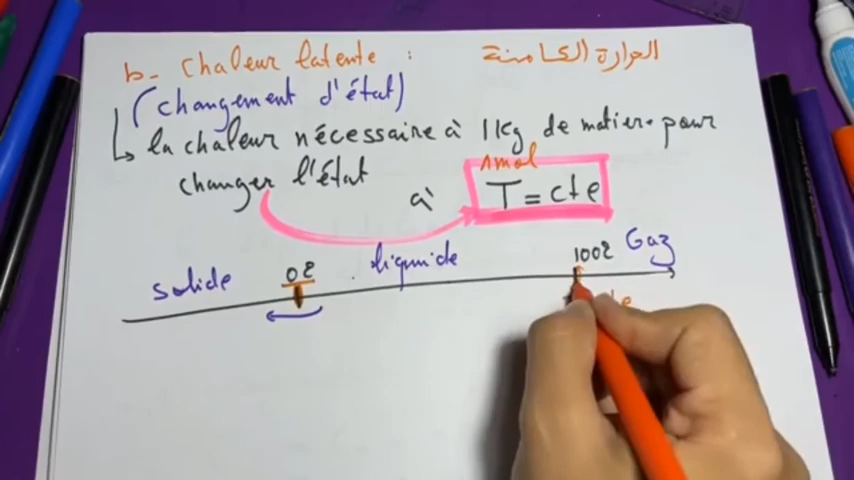 b- Chaleur latente : الحرارة الكامنة
(changement d'état)
la chaleur nécessaire à 1Kg de matière pour
1mol
changer l'état à T = cte
solide 0°C liquide 100°C Gaz